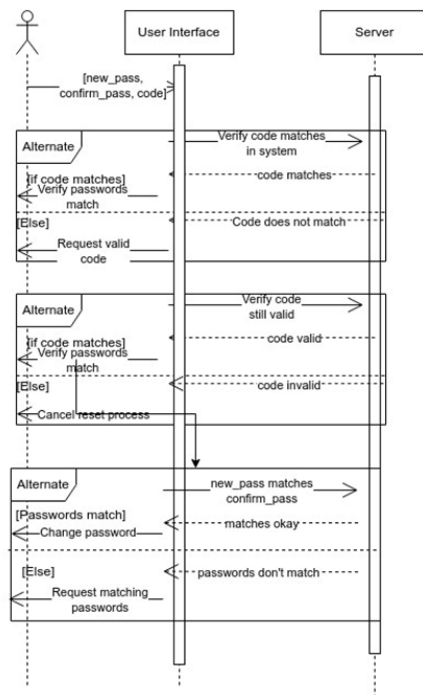 User Interface
Server
[new_pass,
confirm_pass, code]
Alternate
Verify code matches
in system
[if code matches]
code matches
Verify passwords
match
[Else]
Code does not match
Request valid
code
Alternate
Verify code
still valid
[if code matches]
code valid
Verify passwords
match
[Else]
code invalid
Cancel reset process
Alternate
new_pass matches
confirm_pass
[Passwords match]
matches okay
Change password
[Else]
passwords don't match
Request matching
passwords